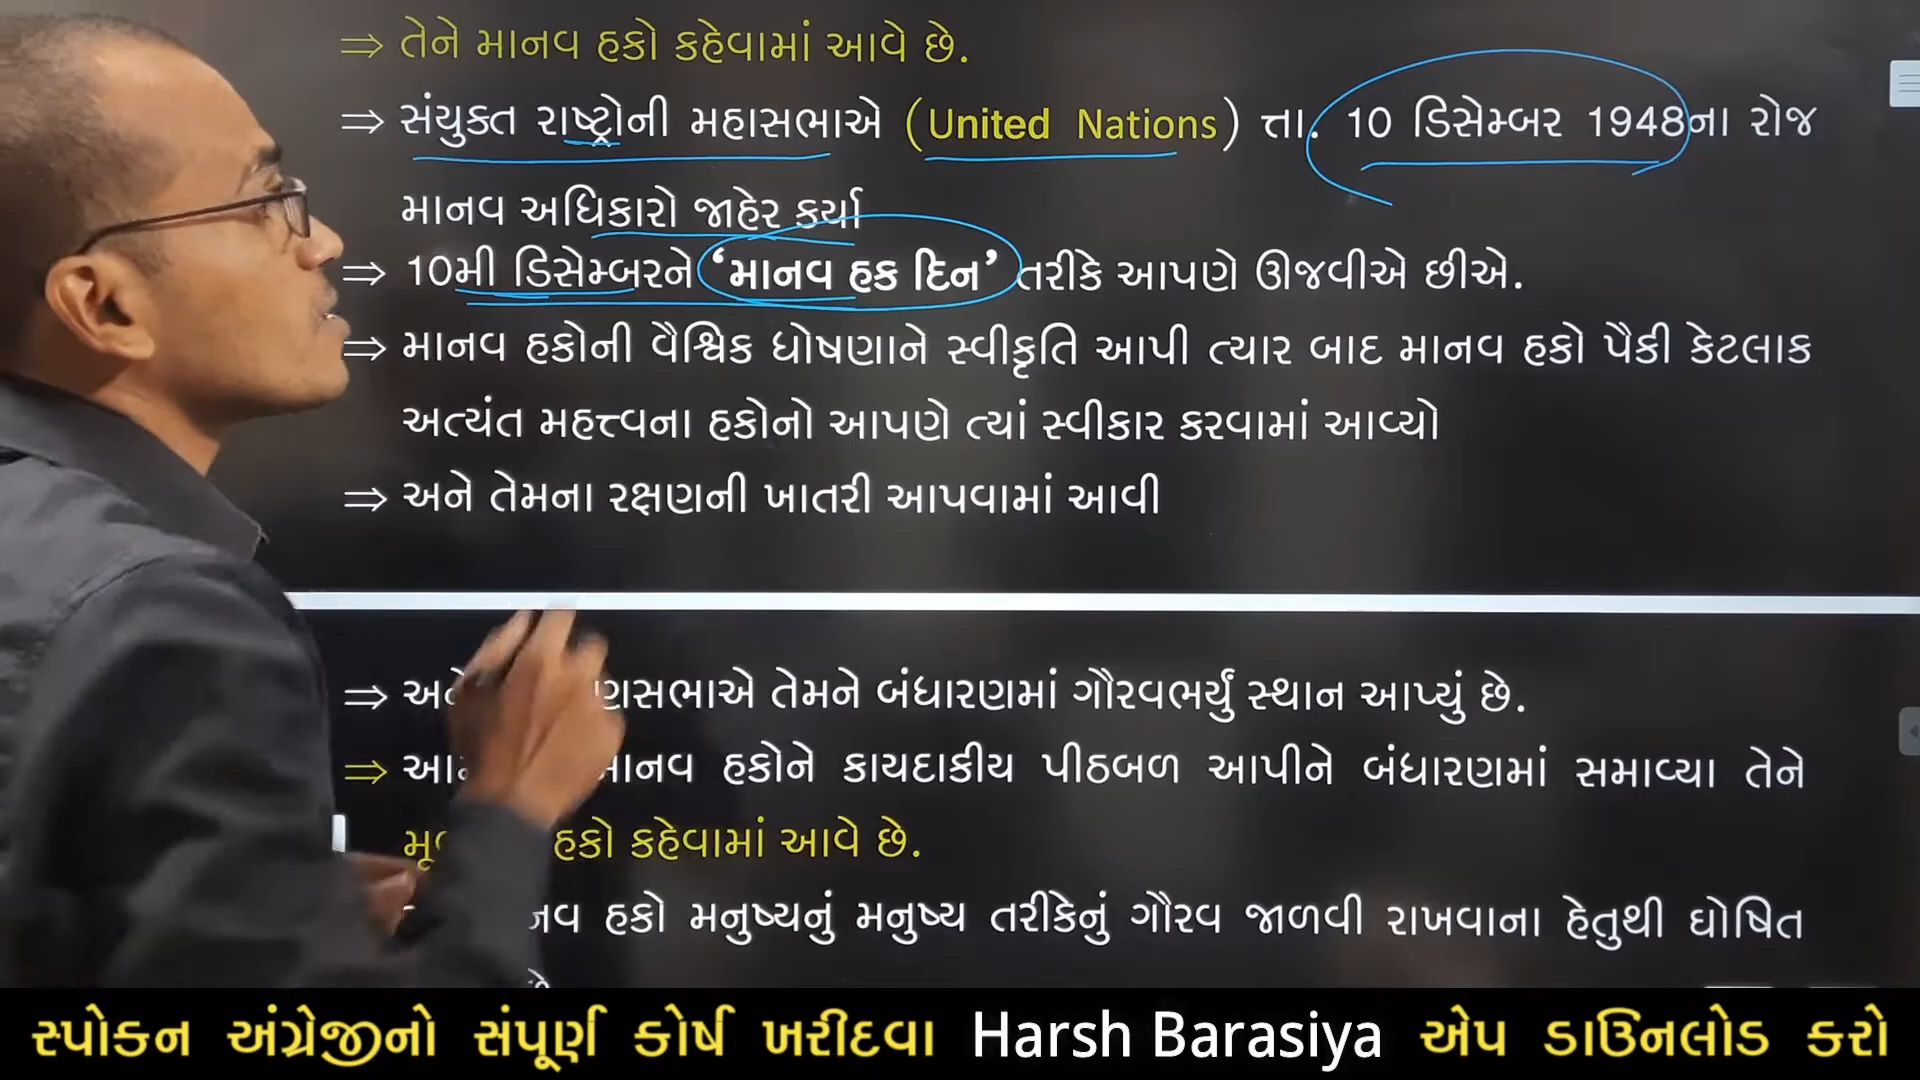 ⇒ તેને માનવ હકો કહેવામાં આવે છે.
⇒ સંયુક્ત રાષ્ટ્રોની મહાસભાએ (United Nations) ત્તા. 10 ડિસેમ્બર 1948ના રોજ
માનવ અધિકારો જાહેર કર્યા
⇒ 10મી ડિસેમ્બરને ‘માનવ હક દિન’ તરીકે આપણે ઊજવીએ છીએ.
⇒ માનવ હકોની વૈશ્વિક ધોષણાને સ્વીકૃતિ આપી ત્યાર બાદ માનવ હકો પૈકી કેટલાક
અત્યંત મહત્ત્વના હકોનો આપણે ત્યાં સ્વીકાર કરવામાં આવ્યો
⇒ અને તેમના રક્ષણની ખાતરી આપવામાં આવી
⇒ તેમને બંધારણમાં ગૌરવભર્યું સ્થાન આપ્યું છે.
⇒ હકોને કાયદાકીય પીઠબળ આપીને બંધારણમાં સમાવ્યા તેને
હકો કહેવામાં આવે છે.
હકો મનુષ્યનું મનુષ્ય તરીકેનું ગૌરવ જાળવી રાખવાના હેતુથી ઘોષિત
સ્પોકન અંગ્રેજીનો સંપૂર્ણ કોર્ષ ખરીદવા Harsh Barasiya એપ ડાઉનલોડ કરો